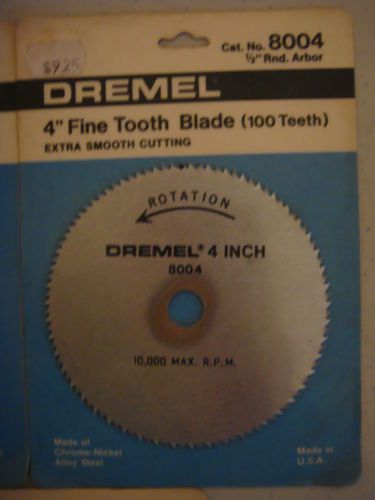 $9.25
Cat. No. 8004
½" Rnd. Arbor
DREMEL
4" Fine Tooth Blade (100 Teeth)
EXTRA SMOOTH CUTTING
ROTATION
DREMEL® 4 INCH
8004
10,000 MAX. R.P.M.
Made of
Chrome-Nickel
Alloy Steel
Made in
U.S.A.